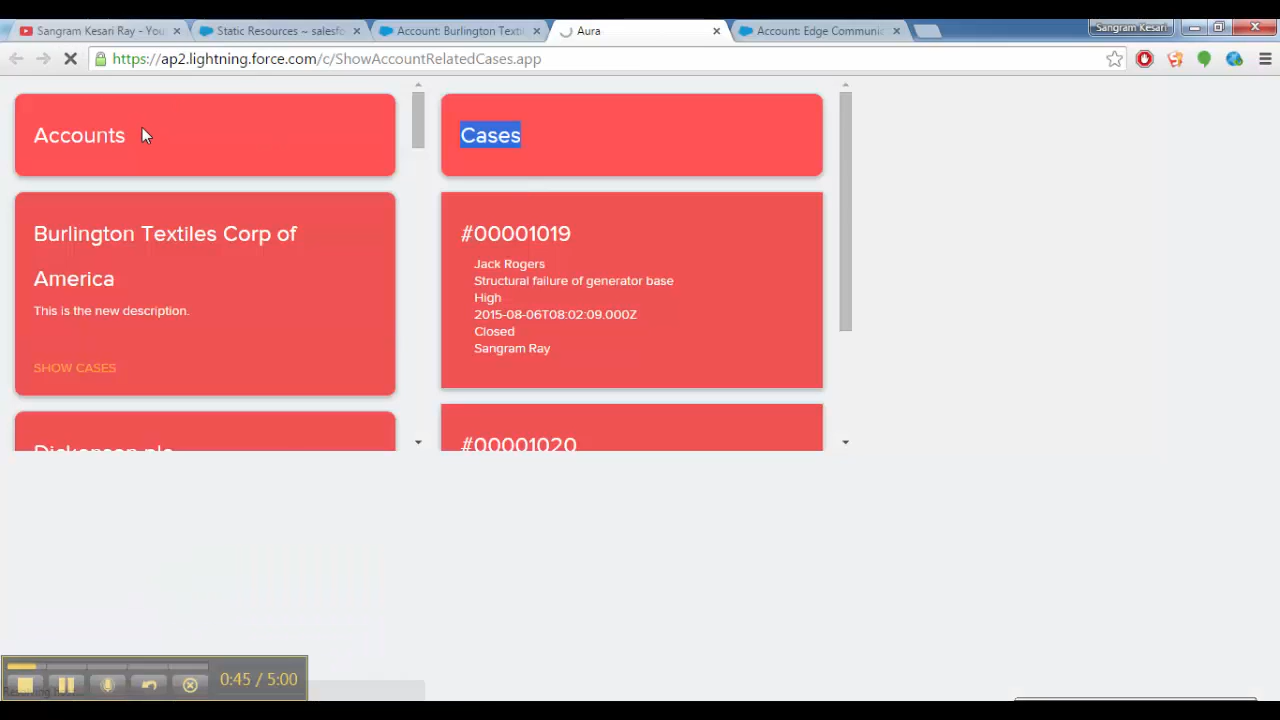 Sangram Kesari Ray - You
Static Resources ~ salesfo
Account: Burlington Texti
Aura
Account: Edge Communic
Sangram Kesari
https://ap2.lightning.force.com/c/ShowAccountRelatedCases.app
Accounts
Burlington Textiles Corp of
America
This is the new description.
SHOW CASES
Dickenson plc
Cases
#00001019
Jack Rogers
Structural failure of generator base
High
2015-08-06T08:02:09.000Z
Closed
Sangram Ray
#00001020
0:45 / 5:00